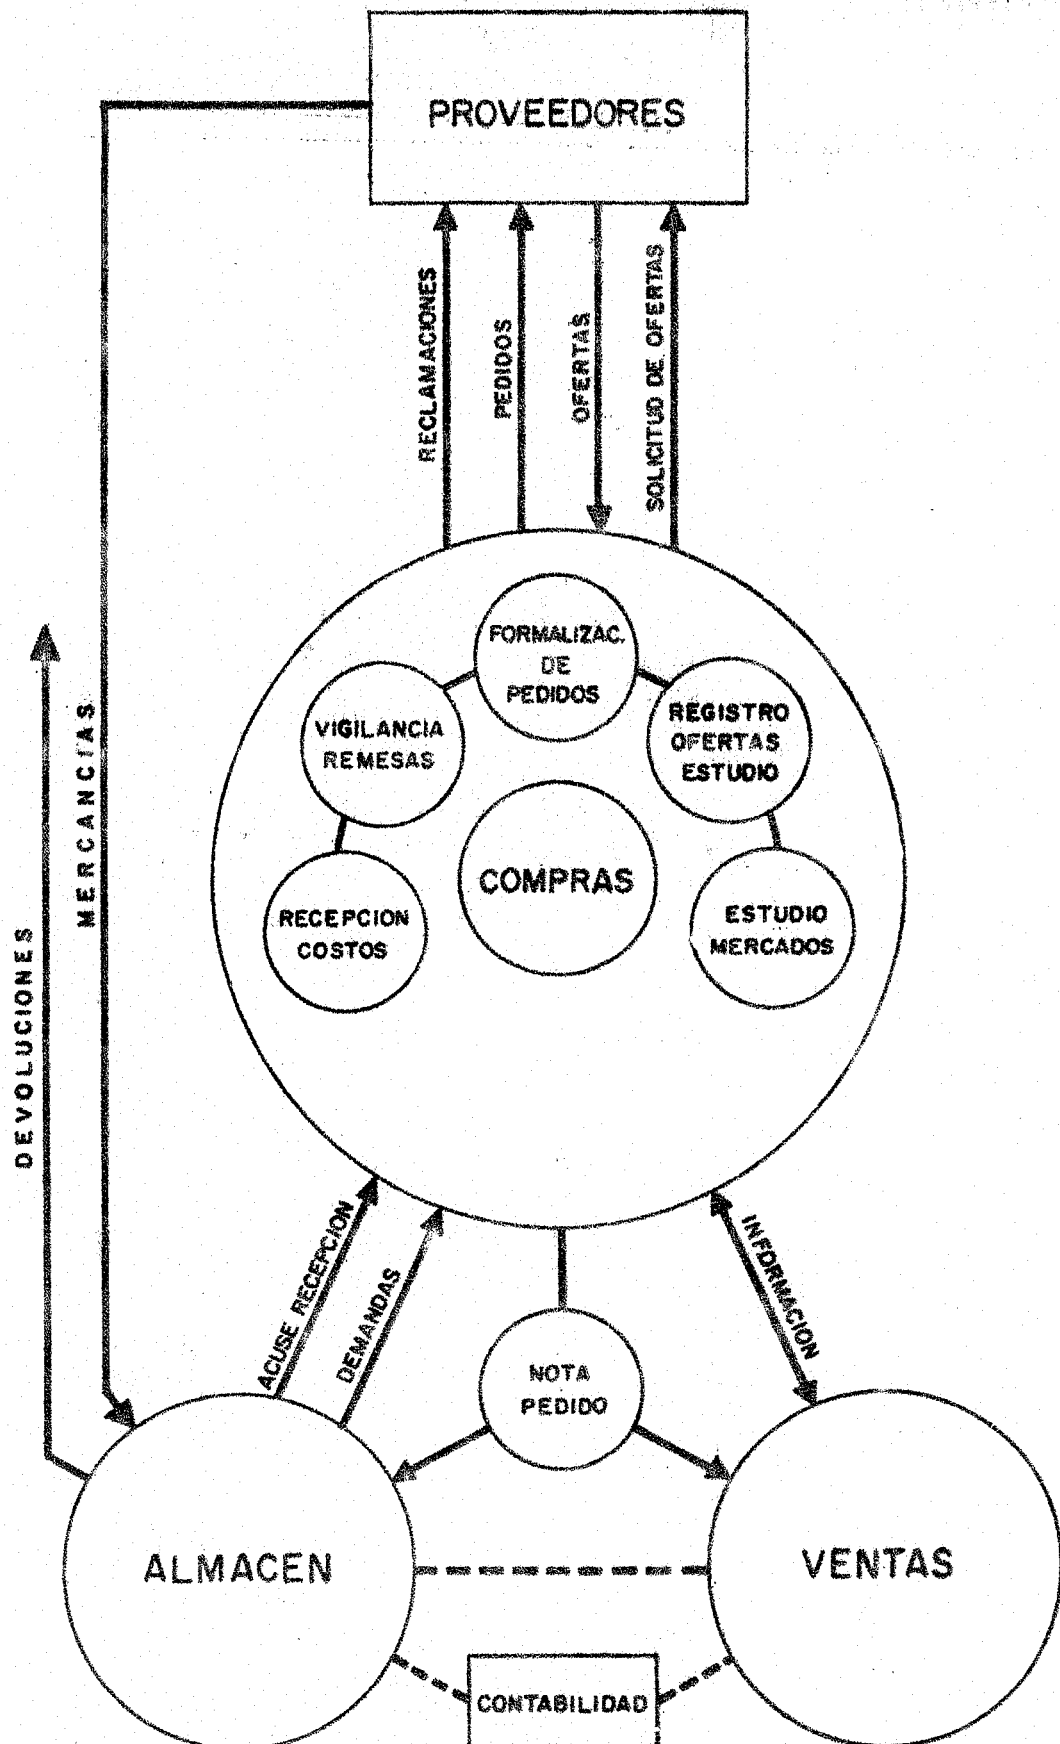 PROVEEDORES
RECLAMACIONES
PEDIDOS
OFERTAS
SOLICITUD DE OFERTAS
DEVOLUCIONES
MERCANCIAS
FORMALIZAC.
DE
PEDIDOS
VIGILANCIA
REMESAS
REGISTRO
OFERTAS
ESTUDIO
COMPRAS
RECEPCION
COSTOS
ESTUDIO
MERCADOS
ACUSE RECEPCION
DEMANDAS
INFORMACION
NOTA
PEDIDO
ALMACEN
VENTAS
CONTABILIDAD